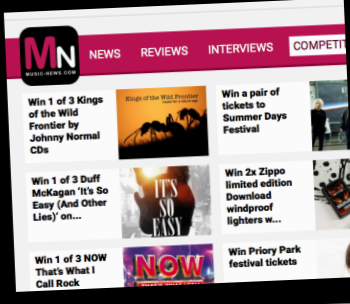 MN
MUSIC-NEWS.COM
NEWS
REVIEWS
INTERVIEWS
COMPETIT
Win 1 of 3 Kings
of the Wild
Frontier by
Johnny Normal
CDs
Kings of the Wild Frontier
Win a pair of
tickets to
Summer Days
Festival
Win 1 of 3 Duff
McKagan 'It's So
Easy (And Other
Lies)' on...
IT'S
SO
EASY
Win 2x Zippo
limited edition
Download
windproof
lighters w...
Win 1 of 3 NOW
That's What I
Call Rock
NOW
Win Priory Park
festival tickets